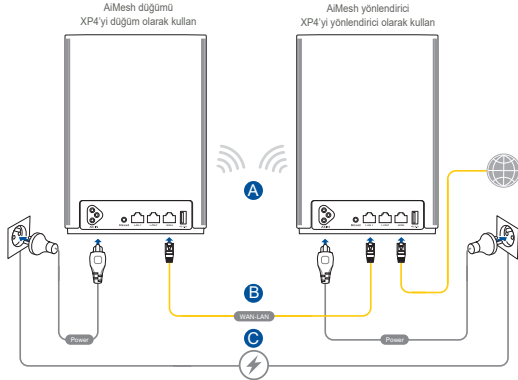 AiMesh düğümü
XP4'yi düğüm olarak kullan
AiMesh yönlendirici
XP4'yi yönlendirici olarak kullan
A
B
WAN-LAN
C
Power
Power